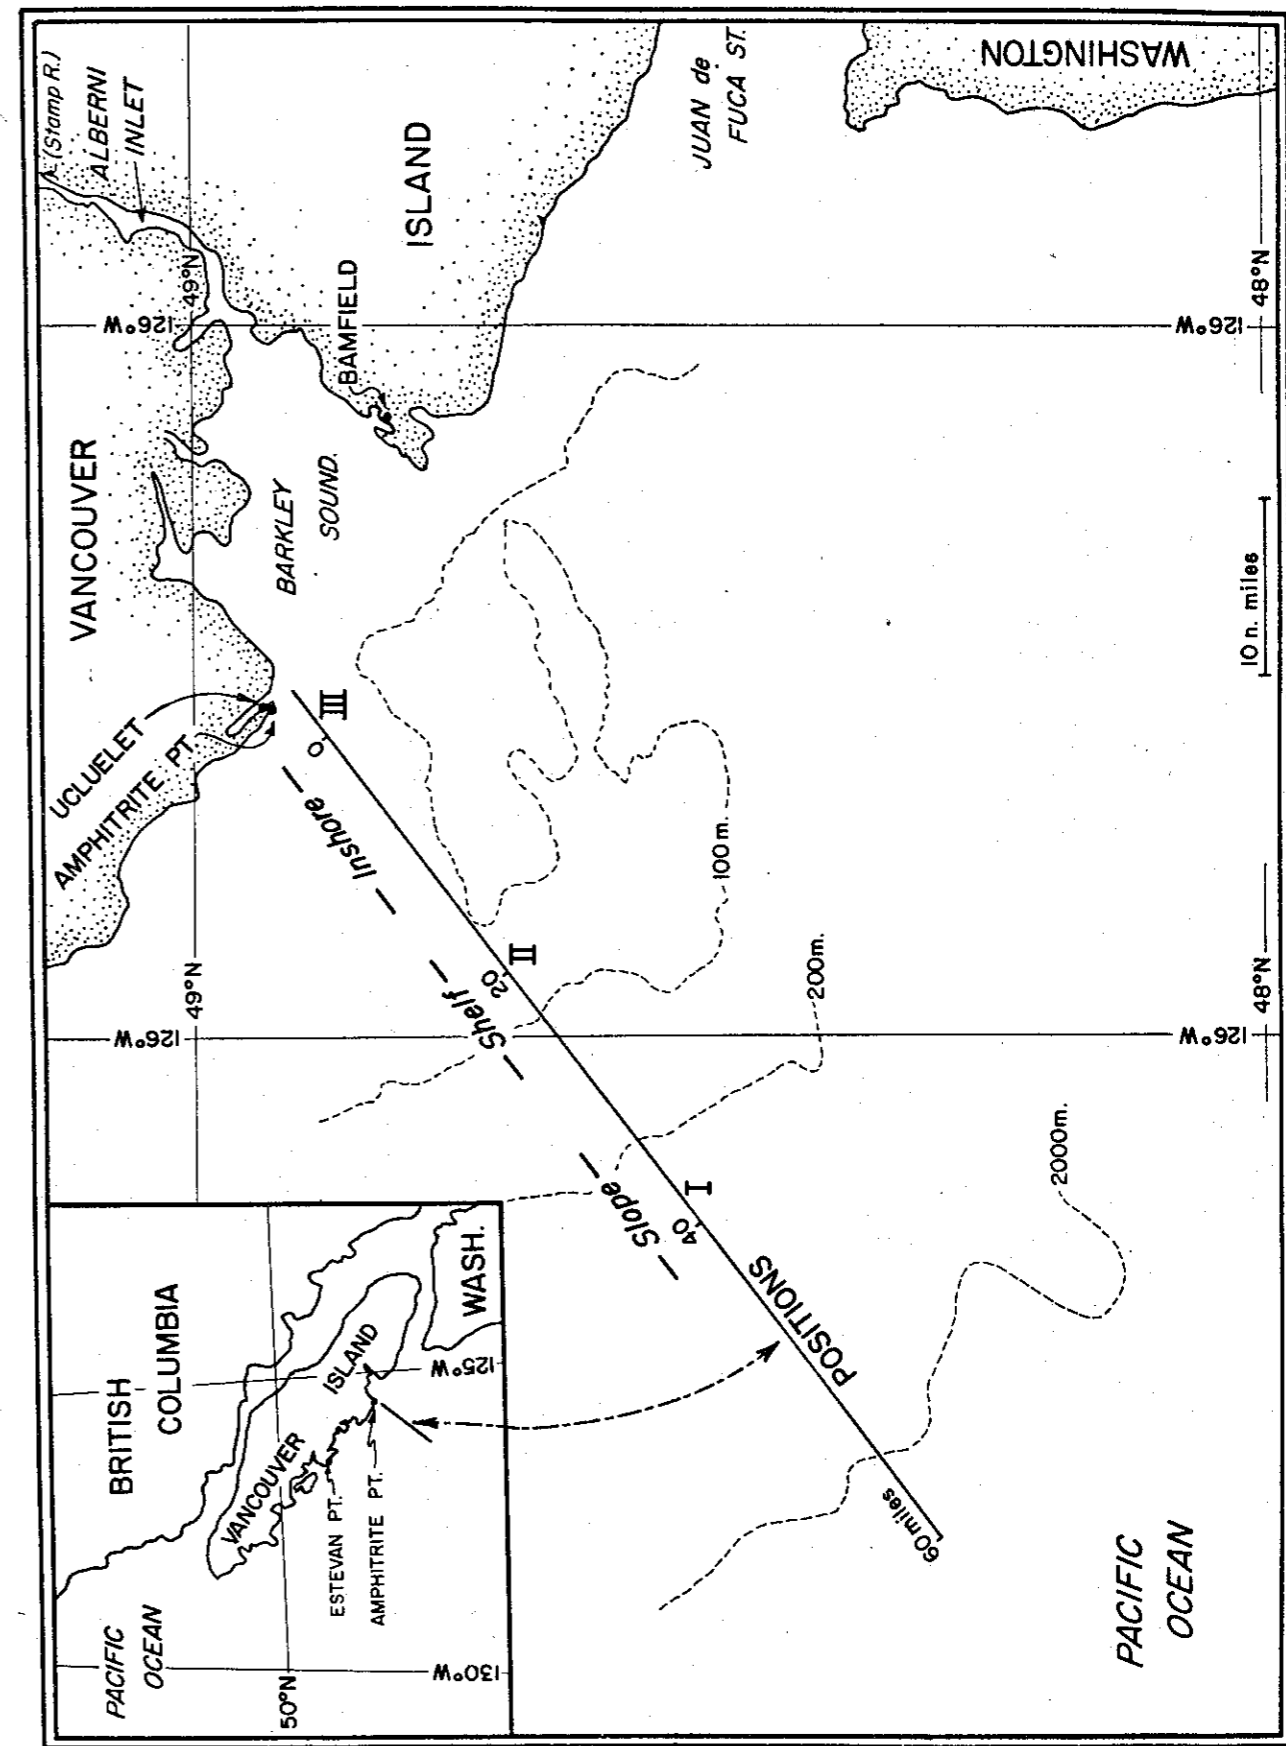 BRITISH
COLUMBIA
PACIFIC
OCEAN
VANCOUVER
ISLAND
WASH.
ESTEVAN PT.
AMPHITRITE PT.
50°N
130°W
125°W
(Stamp R.)
ALBERNI
INLET
VANCOUVER
ISLAND
UCLUELET
AMPHITRITE PT.
BARKLEY
SOUND.
BAMFIELD
JUAN de
FUCA ST.
WASHINGTON
49°N
49°N
126°W
126°W
126°W
126°W
48°N
48°N
Inshore
Shelf
Slope
0
III
20
II
40
I
60 miles
POSITIONS
100 m.
200m.
2000m.
10 n. miles
PACIFIC
OCEAN